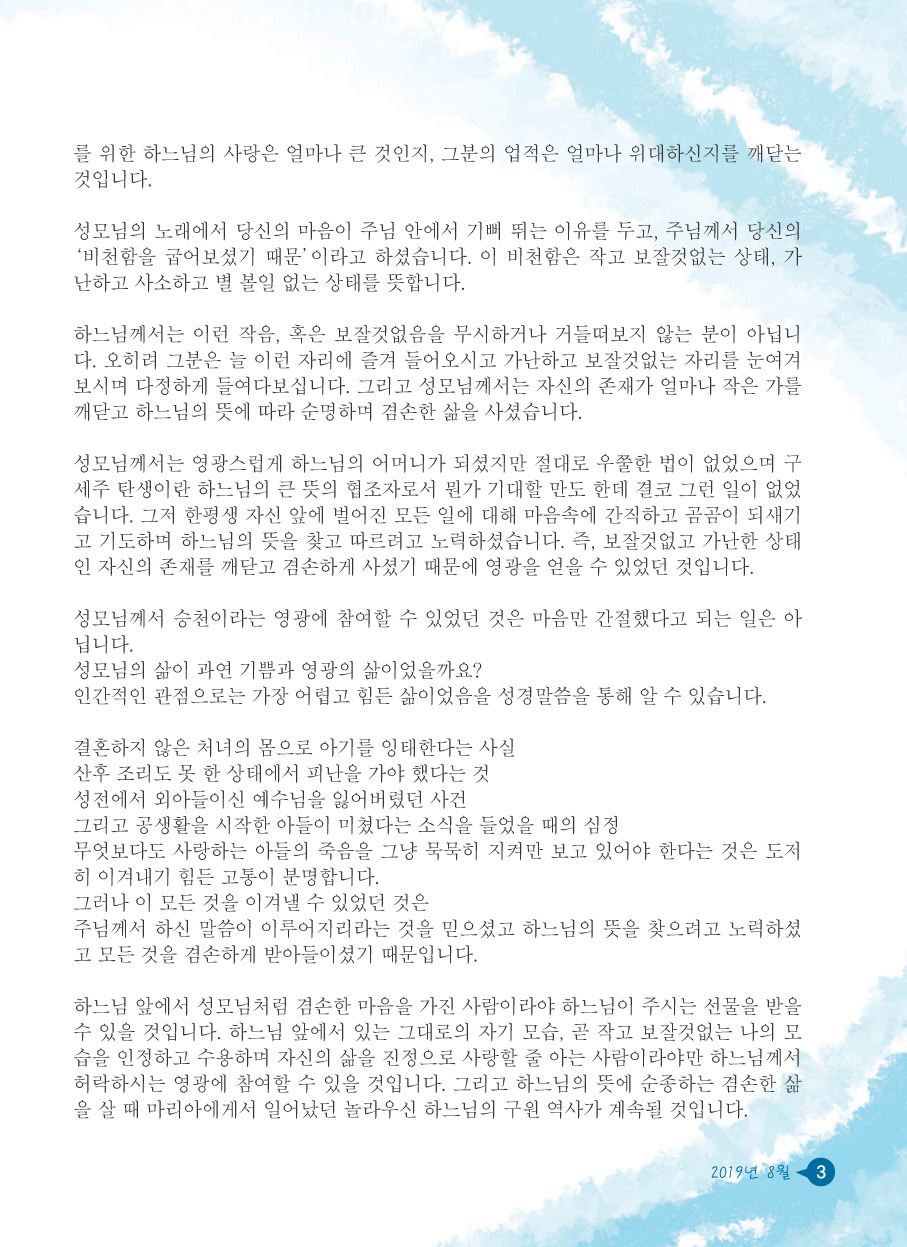 를 위한 하느님의 사랑은 얼마나 큰 것인지, 그분의 업적은 얼마나 위대하신지를 깨닫는
것입니다.
성모님의 노래에서 당신의 마음이 주님 안에서 기뻐 뛰는 이유를 두고, 주님께서 당신의
‘비천함을 굽어보셨기 때문’이라고 하셨습니다. 이 비천함은 작고 보잘것없는 상태, 가
난하고 사소하고 별 볼일 없는 상태를 뜻합니다.
하느님께서는 이런 작음, 혹은 보잘것없음을 무시하거나 거들떠보지 않는 분이 아닙니
다. 오히려 그분은 늘 이런 자리에 즐겨 들어오시고 가난하고 보잘것없는 자리를 눈여겨
보시며 다정하게 들여다보십니다. 그리고 성모님께서는 자신의 존재가 얼마나 작은 가를
깨닫고 하느님의 뜻에 따라 순명하며 겸손한 삶을 사셨습니다.
성모님께서는 영광스럽게 하느님의 어머니가 되셨지만 절대로 우쭐한 법이 없었으며 구
세주 탄생이란 하느님의 큰 뜻의 협조자로서 뭔가 기대할 만도 한데 결코 그런 일이 없었
습니다. 그저 한평생 자신 앞에 벌어진 모든 일에 대해 마음속에 간직하고 곰곰이 되새기
고 기도하며 하느님의 뜻을 찾고 따르려고 노력하셨습니다. 즉, 보잘것없고 가난한 상태
인 자신의 존재를 깨닫고 겸손하게 사셨기 때문에 영광을 얻을 수 있었던 것입니다.
성모님께서 승천이라는 영광에 참여할 수 있었던 것은 마음만 간절했다고 되는 일은 아
닙니다.
성모님의 삶이 과연 기쁨과 영광의 삶이었을까요?
인간적인 관점으로는 가장 어렵고 힘든 삶이었음을 성경말씀을 통해 알 수 있습니다.
결혼하지 않은 처녀의 몸으로 아기를 잉태한다는 사실
산후 조리도 못 한 상태에서 피난을 가야 했다는 것
성전에서 외아들이신 예수님을 잃어버렸던 사건
그리고 공생활을 시작한 아들이 미쳤다는 소식을 들었을 때의 심정
무엇보다도 사랑하는 아들의 죽음을 그냥 묵묵히 지켜만 보고 있어야 한다는 것은 도저
히 이겨내기 힘든 고통이 분명합니다.
그러나 이 모든 것을 이겨낼 수 있었던 것은
주님께서 하신 말씀이 이루어지리라는 것을 믿으셨고 하느님의 뜻을 찾으려고 노력하셨
고 모든 것을 겸손하게 받아들이셨기 때문입니다.
하느님 앞에서 성모님처럼 겸손한 마음을 가진 사람이라야 하느님이 주시는 선물을 받을
수 있을 것입니다. 하느님 앞에서 있는 그대로의 자기 모습, 곧 작고 보잘것없는 나의 모
습을 인정하고 수용하며 자신의 삶을 진정으로 사랑할 줄 아는 사람이라야만 하느님께서
허락하시는 영광에 참여할 수 있을 것입니다. 그리고 하느님의 뜻에 순종하는 겸손한 삶
을 살 때 마리아에게서 일어났던 놀라우신 하느님의 구원 역사가 계속될 것입니다.
2019년 8월 3